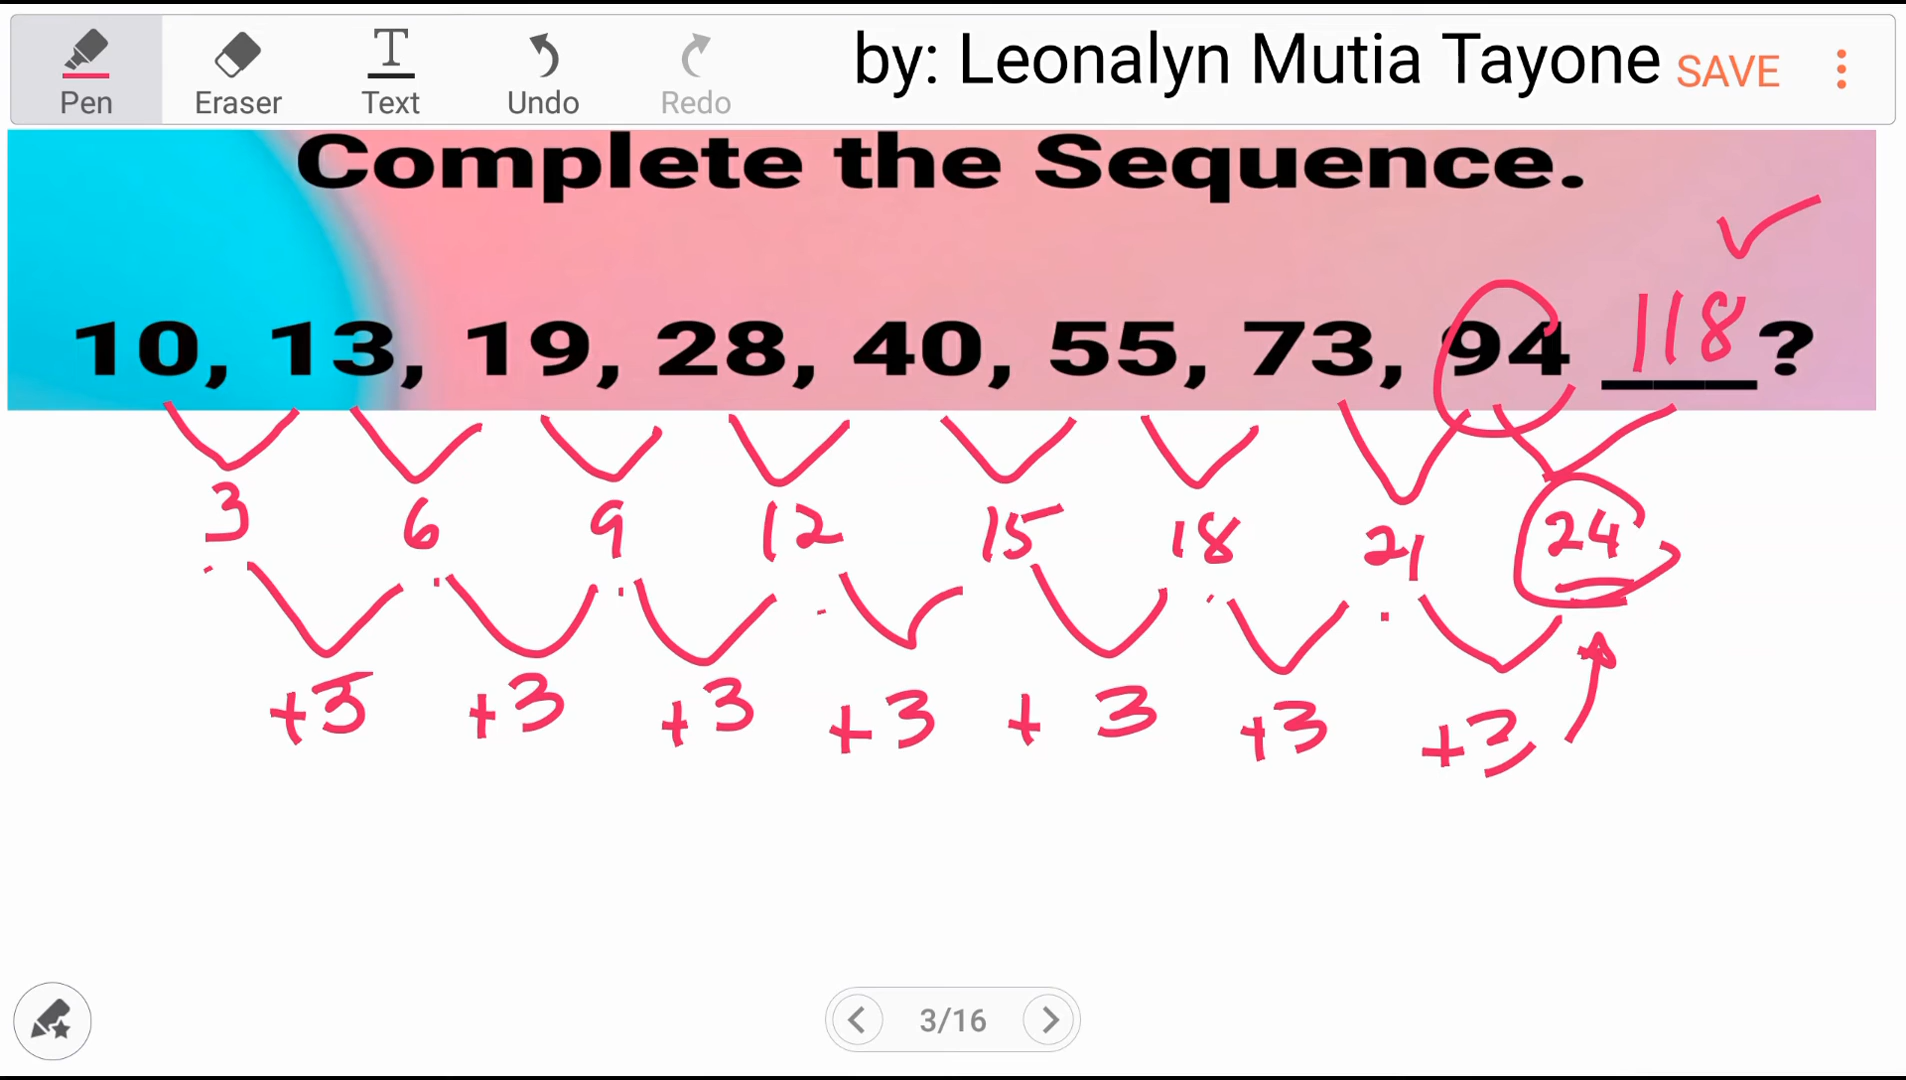 Pen Eraser Text Undo Redo by: Leonalyn Mutia Tayone SAVE
Complete the Sequence.
10, 13, 19, 28, 40, 55, 73, 94 118 ?
3 6 9 12 15 18 21 24
+3 +3 +3 +3 +3 +3 +3
3/16